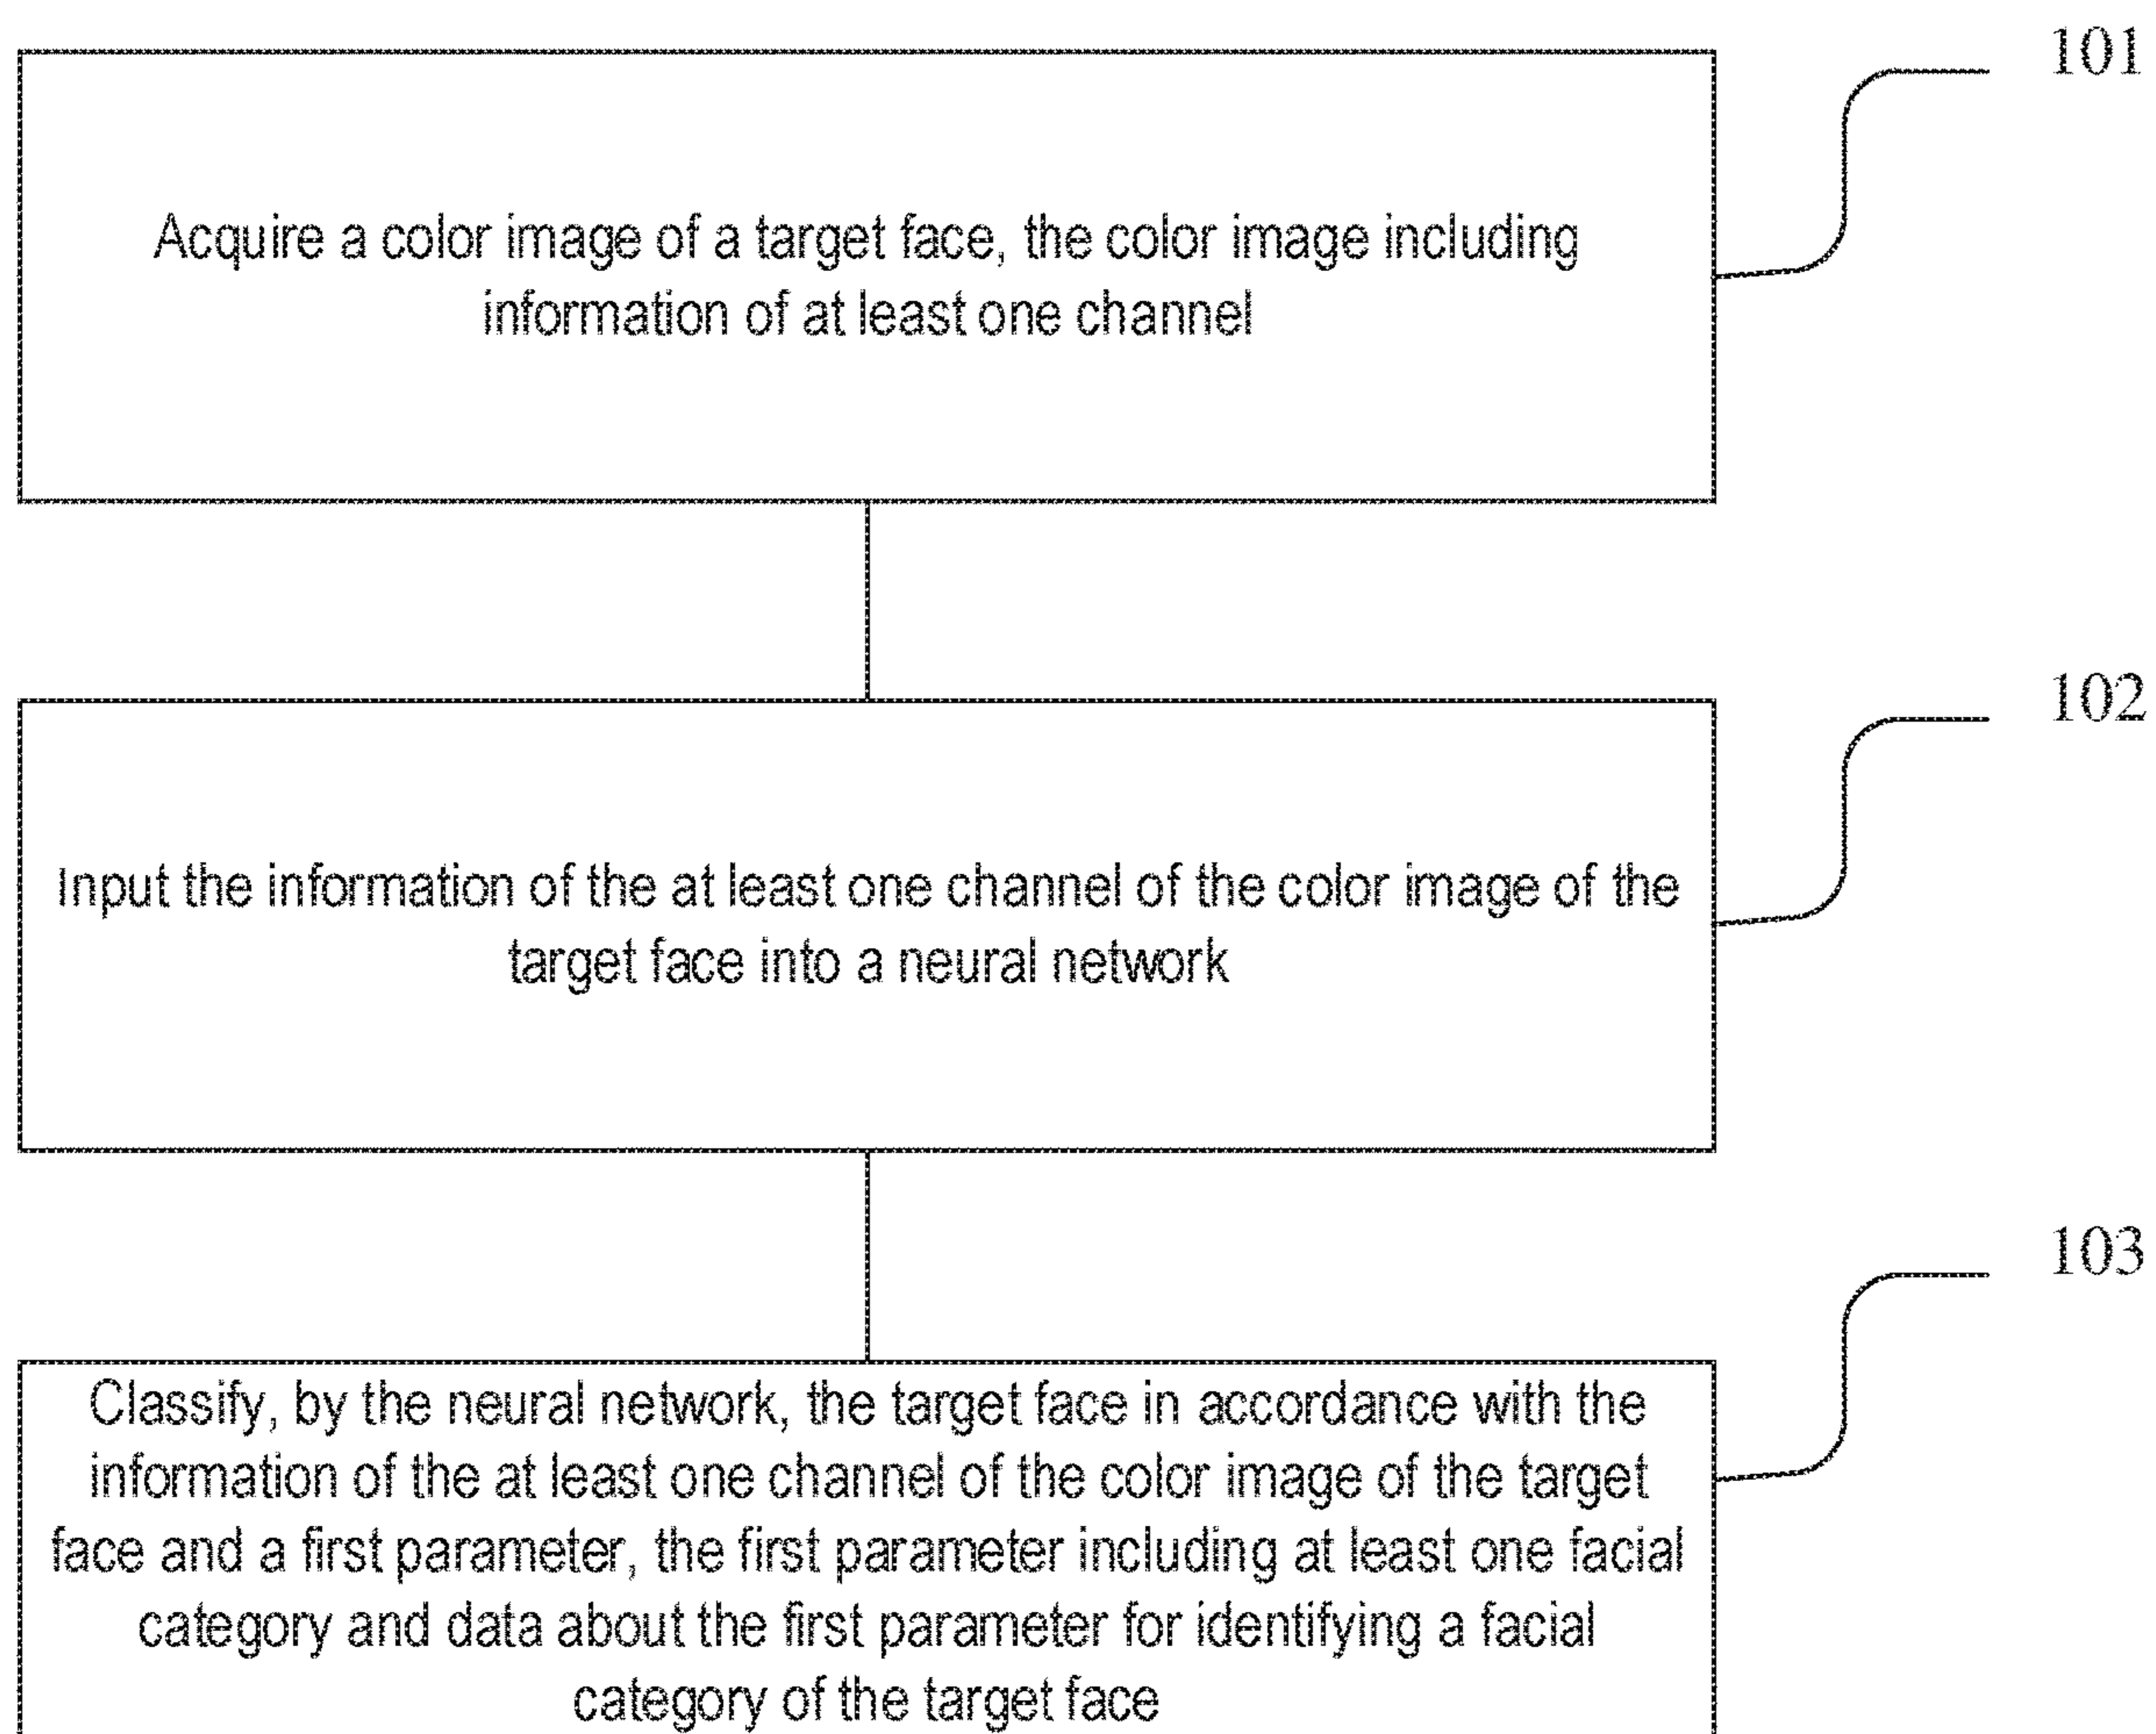 101
Acquire a color image of a target face, the color image including
information of at least one channel
102
Input the information of the at least one channel of the color image of the
target face into a neural network
103
Classify, by the neural network, the target face in accordance with the
information of the at least one channel of the color image of the target
face and a first parameter, the first parameter including at least one facial
category and data about the first parameter for identifying a facial
category of the target face